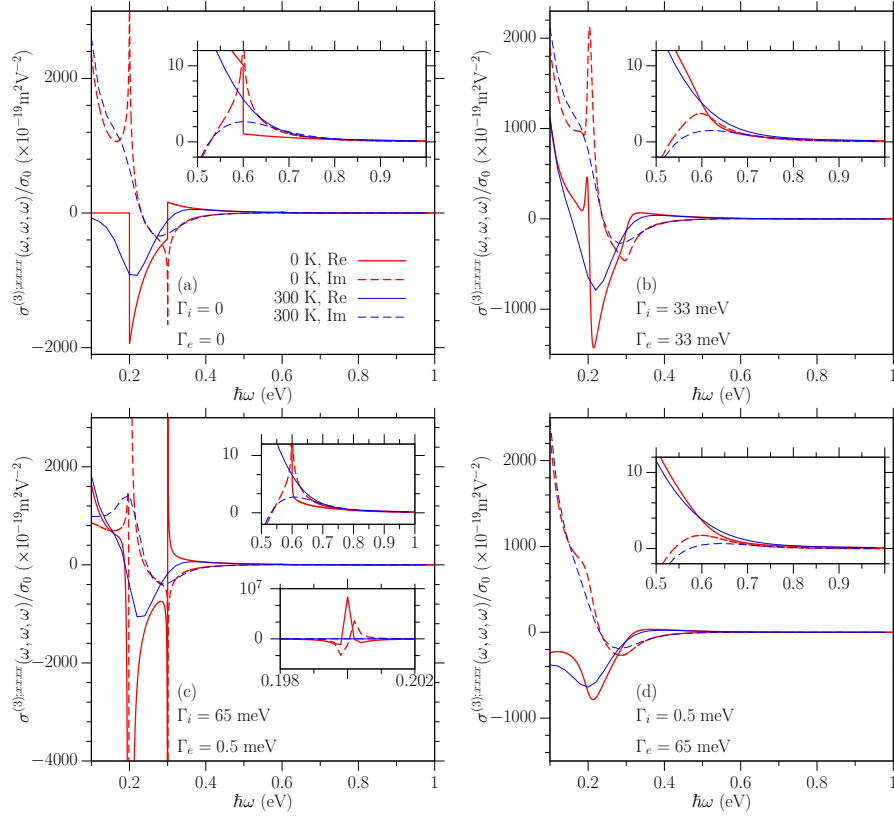 2000
0
−2000
σ(3);xxxx(ω, ω, ω)/σ0 (×10−19m2V−2)
10
0
0.5 0.6 0.7 0.8 0.9
0 K, Re
0 K, Im
300 K, Re
300 K, Im
(a)
Γi = 0
Γe = 0
0.2 0.4 0.6 0.8 1
ħω (eV)
2000
1000
0
−1000
σ(3);xxxx(ω, ω, ω)/σ0 (×10−19m2V−2)
10
0
0.5 0.6 0.7 0.8 0.9
(b)
Γi = 33 meV
Γe = 33 meV
0.2 0.4 0.6 0.8 1
ħω (eV)
2000
0
−2000
−4000
σ(3);xxxx(ω, ω, ω)/σ0 (×10−19m2V−2)
10
0
0.5 0.6 0.7 0.8 0.9 1
107
0
0.198 0.202
(c)
Γi = 65 meV
Γe = 0.5 meV
0.2 0.4 0.6 0.8 1
ħω (eV)
2000
1000
0
−1000
σ(3);xxxx(ω, ω, ω)/σ0 (×10−19m2V−2)
10
0
0.5 0.6 0.7 0.8 0.9
(d)
Γi = 0.5 meV
Γe = 65 meV
0.2 0.4 0.6 0.8 1
ħω (eV)